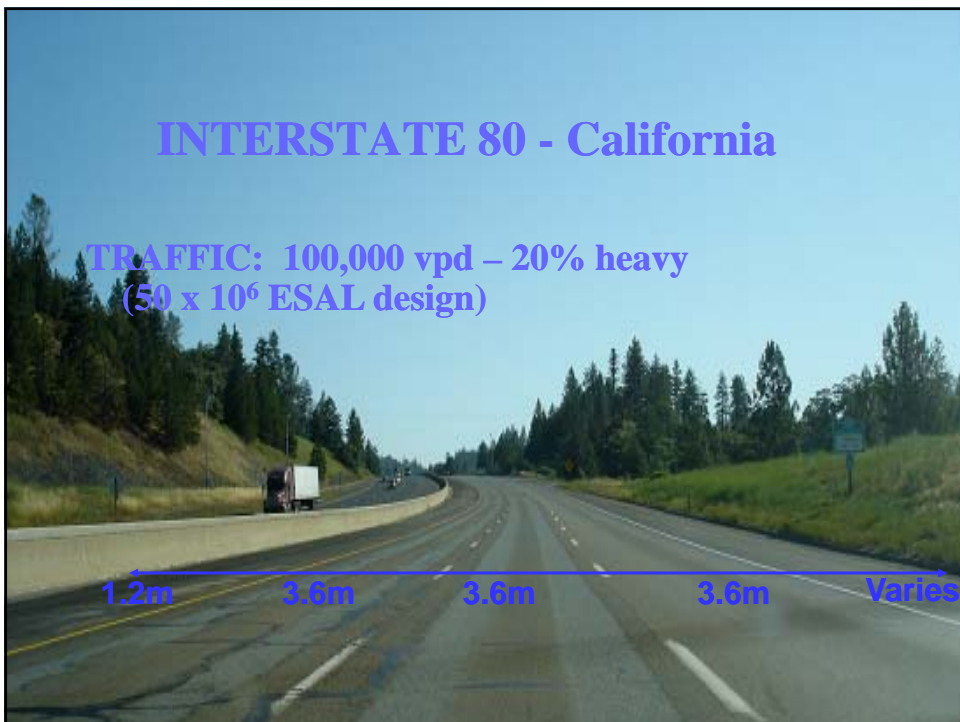 INTERSTATE 80 - California
TRAFFIC: 100,000 vpd – 20% heavy
(50 x 10⁶ ESAL design)
1.2m 3.6m 3.6m 3.6m Varies